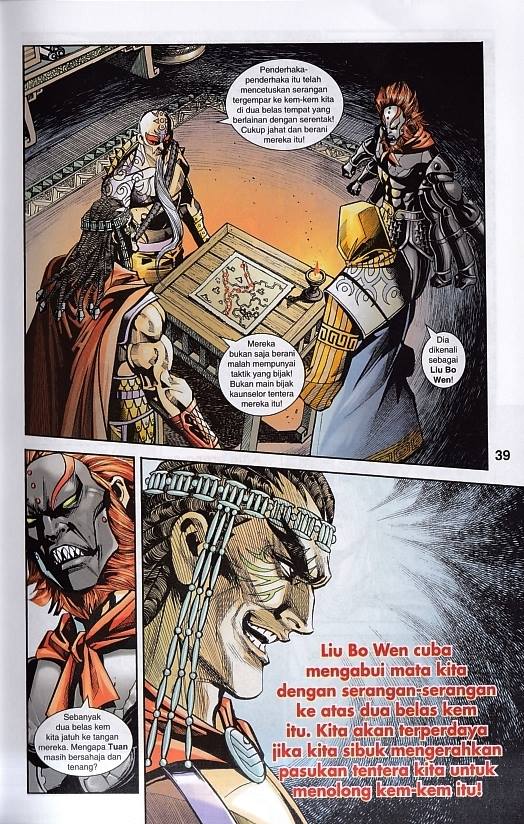 Penderhaka-
penderhaka itu telah
mencetuskan serangan
tergempar ke kem-kem kita
di dua belas tempat yang
berlainan dengan serentak!
Cukup jahat dan berani
mereka itu!
Mereka
bukan saja berani
malah mempunyai
taktik yang bijak!
Bukan main bijak
kaunselor tentera
mereka itu!
Dia
dikenali
sebagai
Liu Bo
Wen!
39
Sebanyak
dua belas kem
kita jatuh ke tangan
mereka. Mengapa Tuan
masih bersahaja dan
tenang?
Liu Bo Wen cuba
mengabui mata kita
dengan serangan-serangan
ke atas dua belas kem
itu. Kita akan terperdaya
jika kita sibuk mengerahkan
pasukan tentera kita untuk
menolong kem-kem itu!